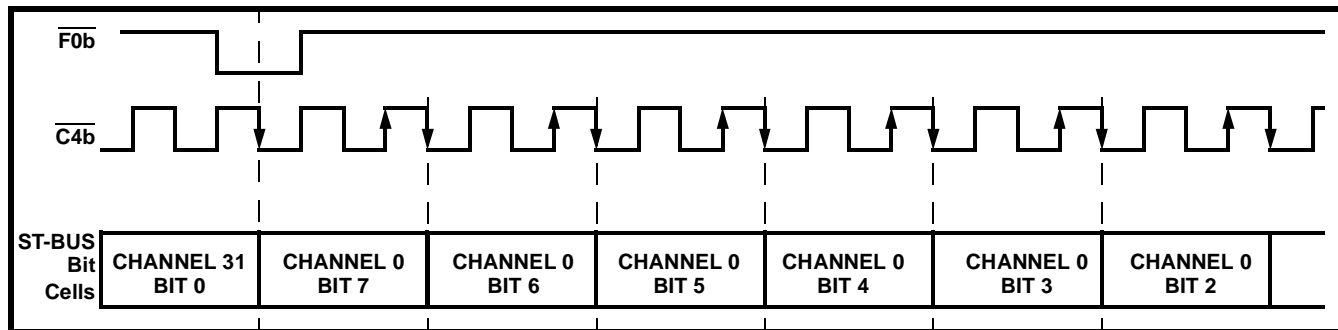 F0b
C4b
ST-BUS
Bit
Cells
CHANNEL 31
BIT 0
CHANNEL 0
BIT 7
CHANNEL 0
BIT 6
CHANNEL 0
BIT 5
CHANNEL 0
BIT 4
CHANNEL 0
BIT 3
CHANNEL 0
BIT 2